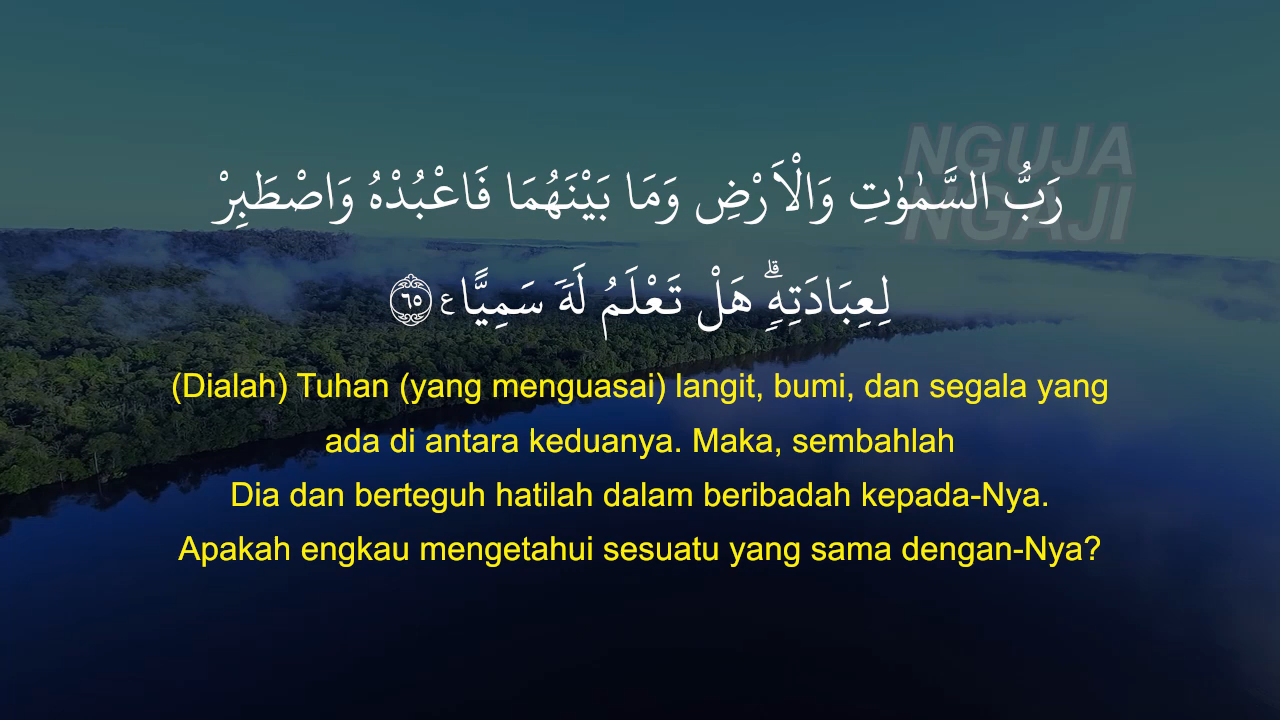 NGUJA
NGAJI
رَبُّ السَّمٰوٰتِ وَالْاَرْضِ وَمَا بَيْنَهُمَا فَاعْبُدْهُ وَاصْطَبِرْ
لِعِبَادَتِهٖۗ هَلْ تَعْلَمُ لَهٗ سَمِيًّا ࣖ ٦٥
(Dialah) Tuhan (yang menguasai) langit, bumi, dan segala yang
ada di antara keduanya. Maka, sembahlah
Dia dan berteguh hatilah dalam beribadah kepada-Nya.
Apakah engkau mengetahui sesuatu yang sama dengan-Nya?